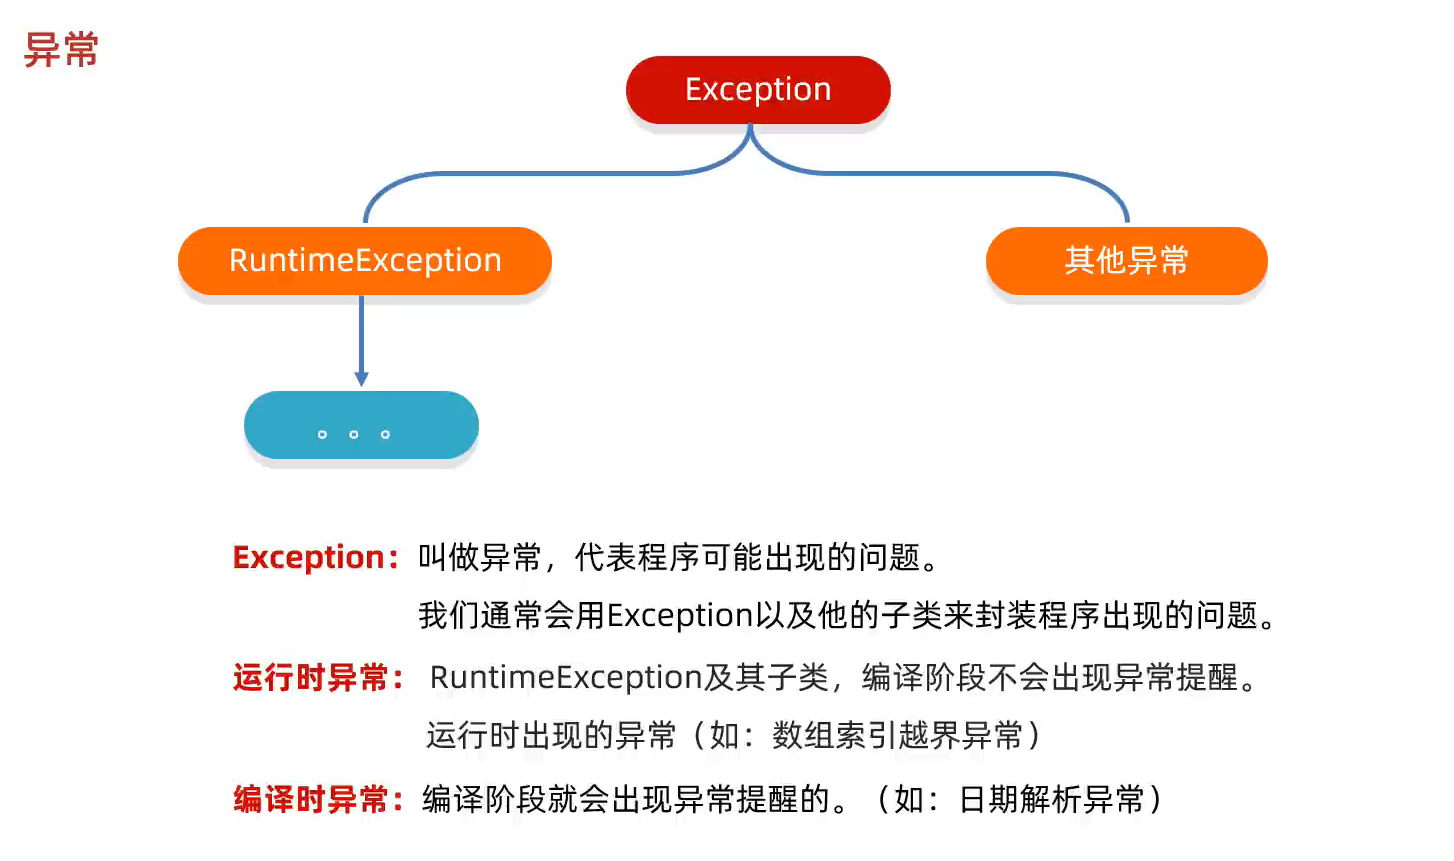 异常
Exception
RuntimeException
其他异常
。。。
Exception：叫做异常，代表程序可能出现的问题。
我们通常会用Exception以及他的子类来封装程序出现的问题。
运行时异常：RuntimeException及其子类，编译阶段不会出现异常提醒。
运行时出现的异常（如：数组索引越界异常）
编译时异常：编译阶段就会出现异常提醒的。（如：日期解析异常）